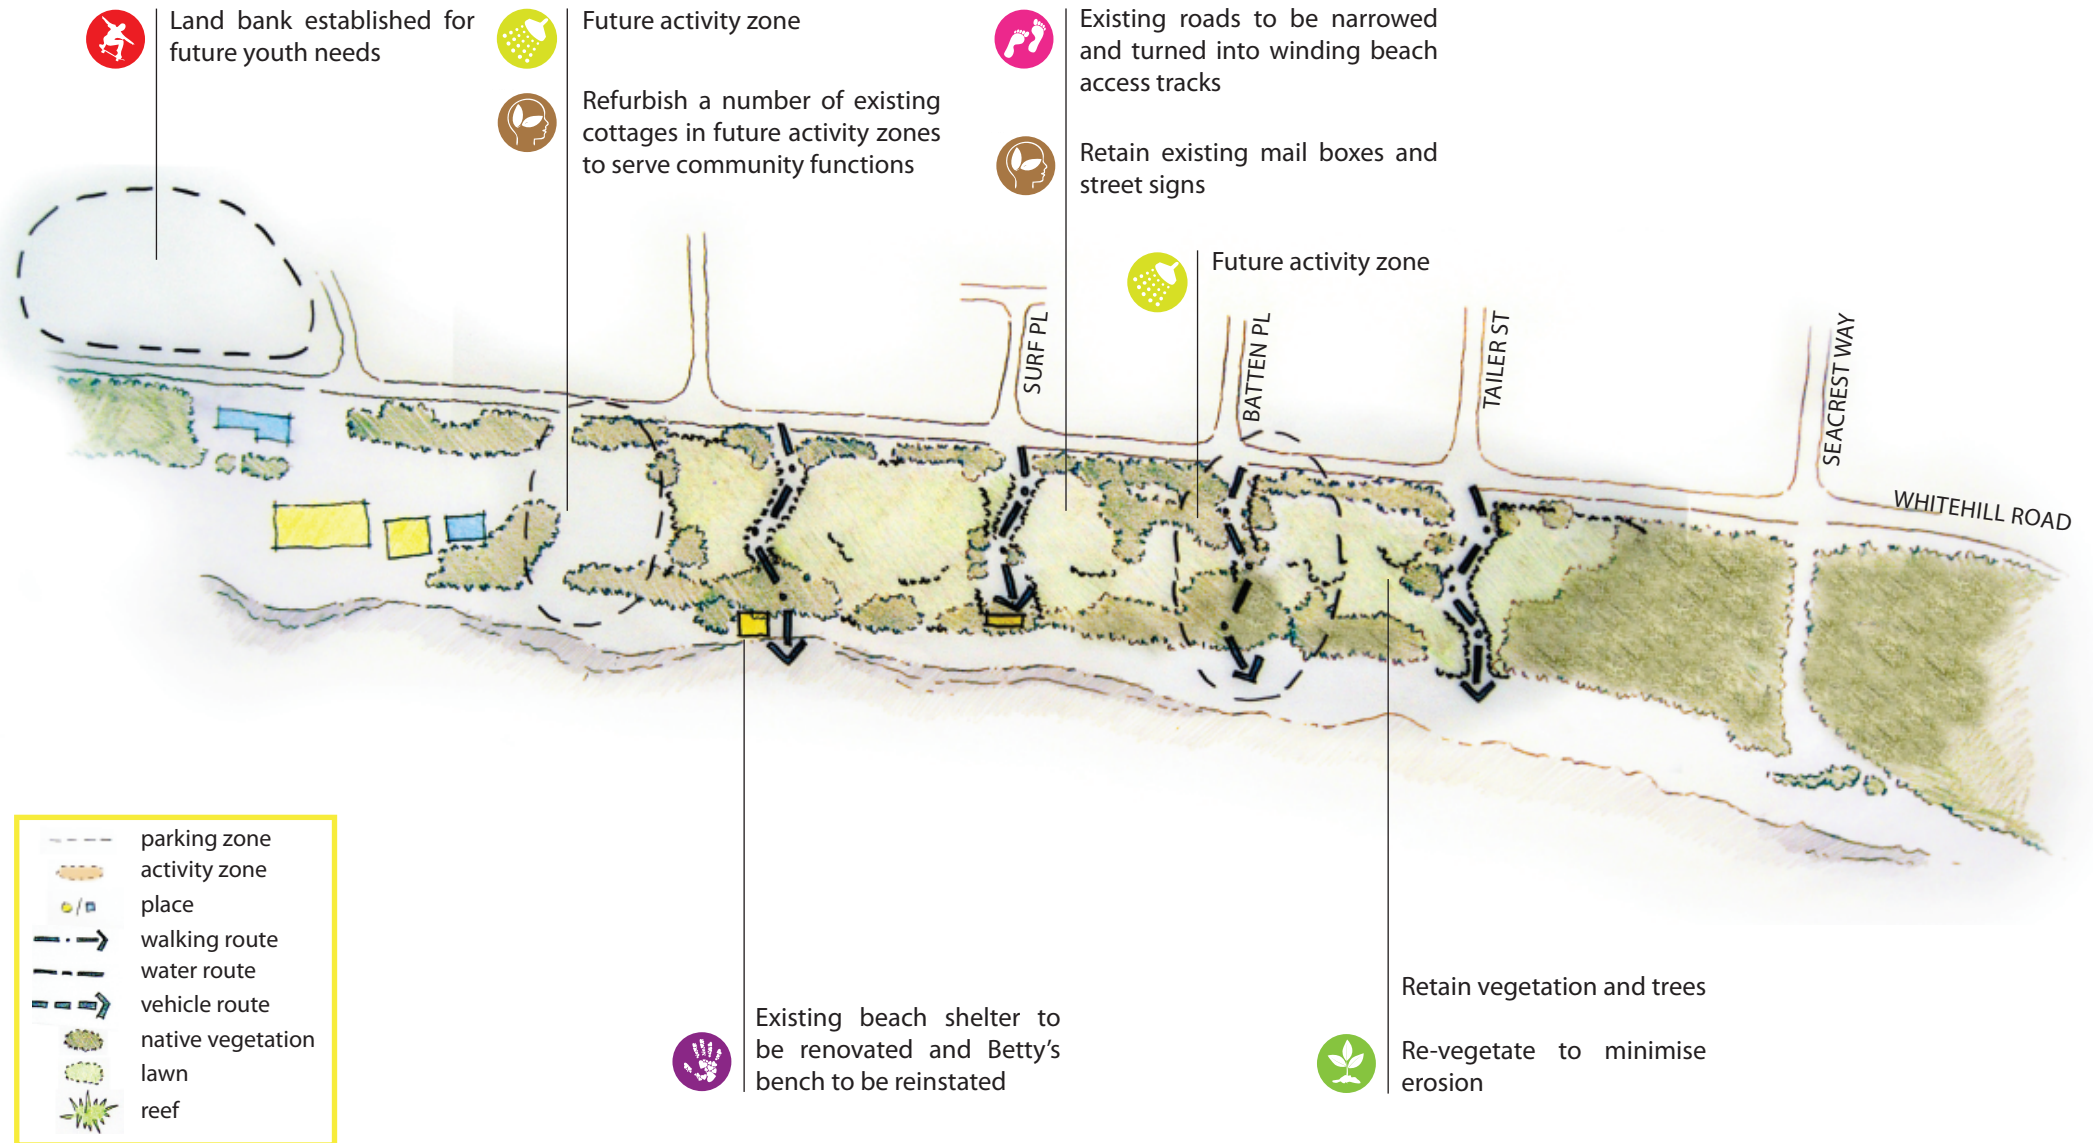 Land bank established for
future youth needs
Future activity zone
Refurbish a number of existing
cottages in future activity zones
to serve community functions
Existing roads to be narrowed
and turned into winding beach
access tracks
Retain existing mail boxes and
street signs
Future activity zone
SURF PL
BATTEN PL
TAILER ST
SEACREST WAY
WHITEHILL ROAD
parking zone
activity zone
place
walking route
water route
vehicle route
native vegetation
lawn
reef
Existing beach shelter to
be renovated and Betty's
bench to be reinstated
Retain vegetation and trees
Re-vegetate to minimise
erosion